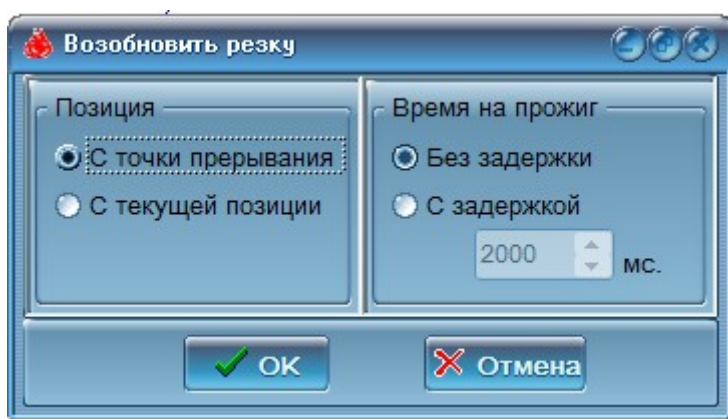 Возобновить резку
Позиция
С точки прерывания
С текущей позиции
Время на прожиг
Без задержки
С задержкой
2000 мс.
OK
Отмена